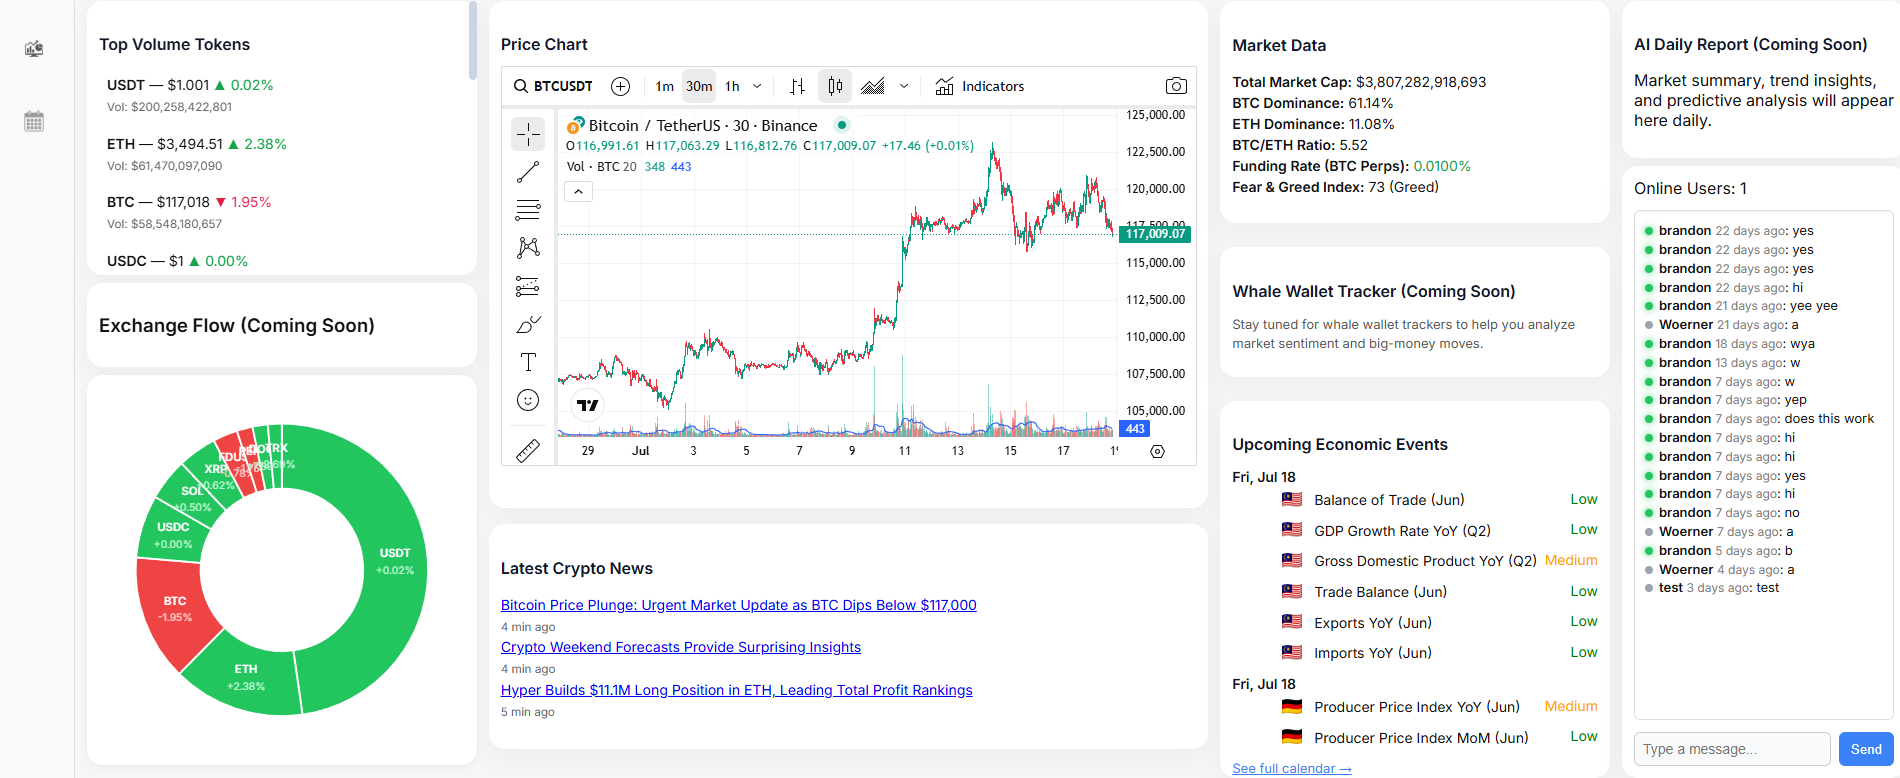 Top Volume Tokens
USDT — $1.001 ▲ 0.02%
Vol: $200,258,422,801
ETH — $3,494.51 ▲ 2.38%
Vol: $61,470,097,090
BTC — $117,018 ▼ 1.95%
Vol: $58,548,180,657
USDC — $1 ▲ 0.00%
Exchange Flow (Coming Soon)
USDT
+0.02%
ETH
+2.38%
BTC
-1.95%
USDC
+0.00%
SOL
+0.50%
XRP
+0.62%
FDUS
TRX
Price Chart
BTCUSDT
1m 30m 1h
Indicators
Bitcoin / TetherUS · 30 · Binance
O116,991.61 H117,063.29 L116,812.76 C117,009.07 +17.46 (+0.01%)
Vol · BTC 20 348 443
125,000.00
122,500.00
120,000.00
117,009.07
115,000.00
112,500.00
110,000.00
107,500.00
105,000.00
443
29 Jul 3 5 7 9 11 13 15 17
Latest Crypto News
Bitcoin Price Plunge: Urgent Market Update as BTC Dips Below $117,000
4 min ago
Crypto Weekend Forecasts Provide Surprising Insights
4 min ago
Hyper Builds $11.1M Long Position in ETH, Leading Total Profit Rankings
5 min ago
Market Data
Total Market Cap: $3,807,282,918,693
BTC Dominance: 61.14%
ETH Dominance: 11.08%
BTC/ETH Ratio: 5.52
Funding Rate (BTC Perps): 0.0100%
Fear & Greed Index: 73 (Greed)
Whale Wallet Tracker (Coming Soon)
Stay tuned for whale wallet trackers to help you analyze
market sentiment and big-money moves.
Upcoming Economic Events
Fri, Jul 18
Balance of Trade (Jun) Low
GDP Growth Rate YoY (Q2) Low
Gross Domestic Product YoY (Q2) Medium
Trade Balance (Jun) Low
Exports YoY (Jun) Low
Imports YoY (Jun) Low
Fri, Jul 18
Producer Price Index YoY (Jun) Medium
Producer Price Index MoM (Jun) Low
See full calendar →
AI Daily Report (Coming Soon)
Market summary, trend insights,
and predictive analysis will appear
here daily.
Online Users: 1
brandon 22 days ago: yes
brandon 22 days ago: yes
brandon 22 days ago: yes
brandon 22 days ago: hi
brandon 21 days ago: yee yee
Woerner 21 days ago: a
brandon 18 days ago: wya
brandon 13 days ago: w
brandon 7 days ago: w
brandon 7 days ago: yep
brandon 7 days ago: does this work
brandon 7 days ago: hi
brandon 7 days ago: hi
brandon 7 days ago: yes
brandon 7 days ago: hi
brandon 7 days ago: no
Woerner 7 days ago: a
brandon 5 days ago: b
Woerner 4 days ago: a
test 3 days ago: test
Type a message...
Send